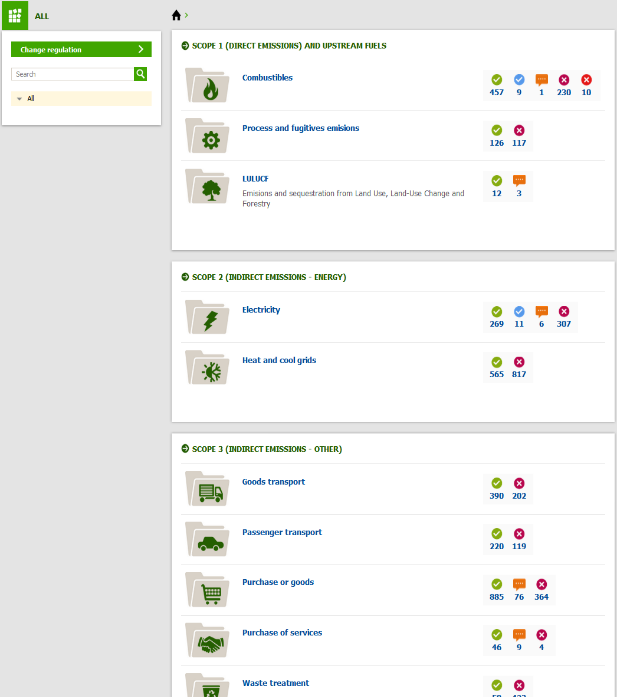 ALL
Change regulation
Search
All
SCOPE 1 (DIRECT EMISSIONS) AND UPSTREAM FUELS
Combustibles
457 9 1 230 10
Process and fugitives emisions
126 117
LULUCF
Emisions and sequestration from Land Use, Land-Use Change and
Forestry
12 3
SCOPE 2 (INDIRECT EMISSIONS - ENERGY)
Electricity
269 11 6 307
Heat and cool grids
565 817
SCOPE 3 (INDIRECT EMISSIONS - OTHER)
Goods transport
390 202
Passenger transport
220 119
Purchase or goods
885 76 364
Purchase of services
46 9 4
Waste treatment